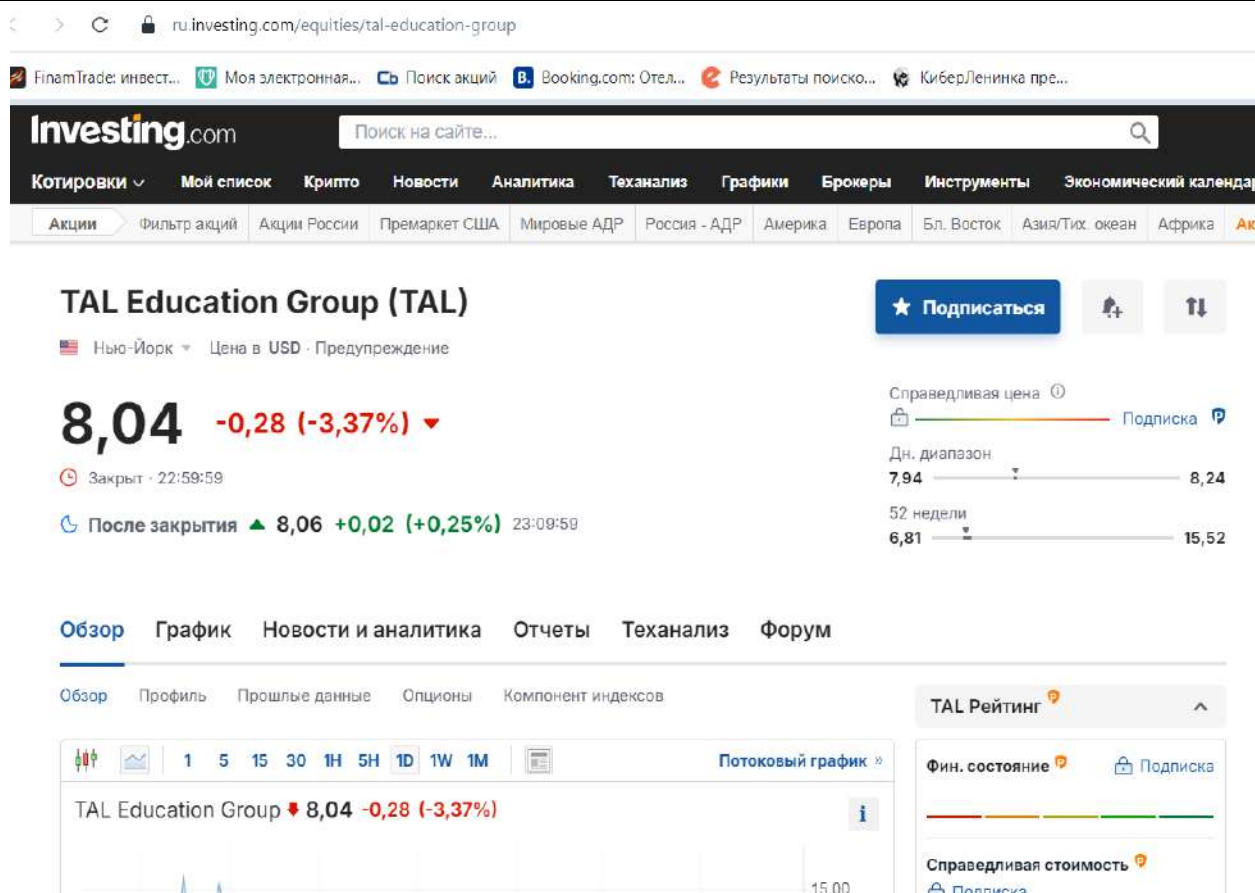 ru.investing.com/equities/tal-education-group
FinamTrade: инвест... Моя электронная... Сь Поиск акций B. Booking.com: Отел... Результаты поиско... КиберЛенинка пре...
Investing.com Поиск на сайте...
Котировки Мой список Крипто Новости Аналитика Теханализ Графики Брокеры Инструменты Экономический календар
Акции Фильтр акций Акции России Премаркет США Мировые АДР Россия - АДР Америка Европа Бл. Восток Азия/Тих. океан Африка Ак
TAL Education Group (TAL) Подписаться
Нью-Йорк Цена в USD · Предупреждение
8,04 -0,28 (-3,37%)
Справедливая цена
Подписка
Дн. диапазон
Закрыт · 22:59:59
7,94 8,24
После закрытия 8,06 +0,02 (+0,25%) 23:09:59
52 недели
6,81 15,52
Обзор График Новости и аналитика Отчеты Теханализ Форум
Обзор Профиль Прошлые данные Опционы Компонент индексов
TAL Рейтинг
1 5 15 30 1H 5H 1D 1W 1M Потоковый график »
Фин. состояние Подписка
TAL Education Group 8,04 -0,28 (-3,37%) i
Справедливая стоимость
15,00
Подписка